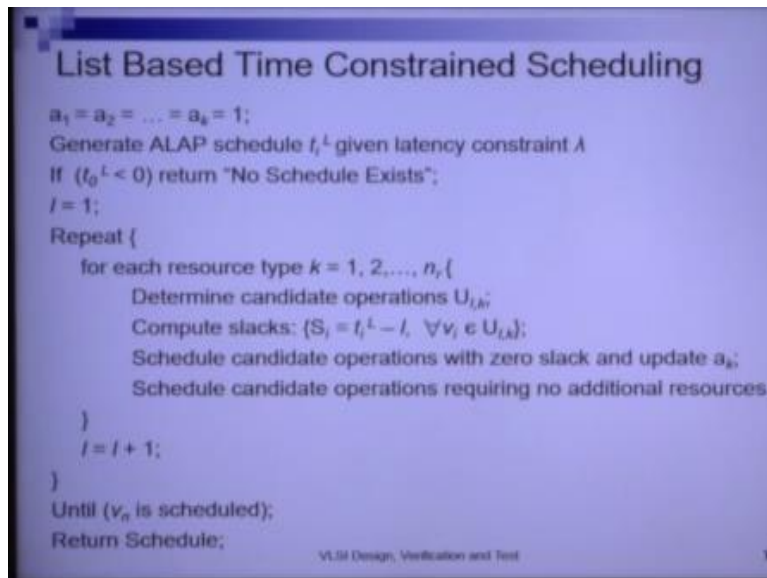 List Based Time Constrained Scheduling
a₁ = a₂ = … = aₖ = 1;
Generate ALAP schedule tᵢᴸ given latency constraint λ
If (t₀ᴸ < 0) return "No Schedule Exists";
l = 1;
Repeat {
for each resource type k = 1, 2,…, nᵣ{
Determine candidate operations Uₗ,ₖ;
Compute slacks: {Sᵢ = tᵢᴸ – l, ∀vᵢ ∈ Uₗ,ₖ};
Schedule candidate operations with zero slack and update aₖ;
Schedule candidate operations requiring no additional resources
}
l = l + 1;
}
Until (vₙ is scheduled);
Return Schedule;
VLSI Design, Verification and Test